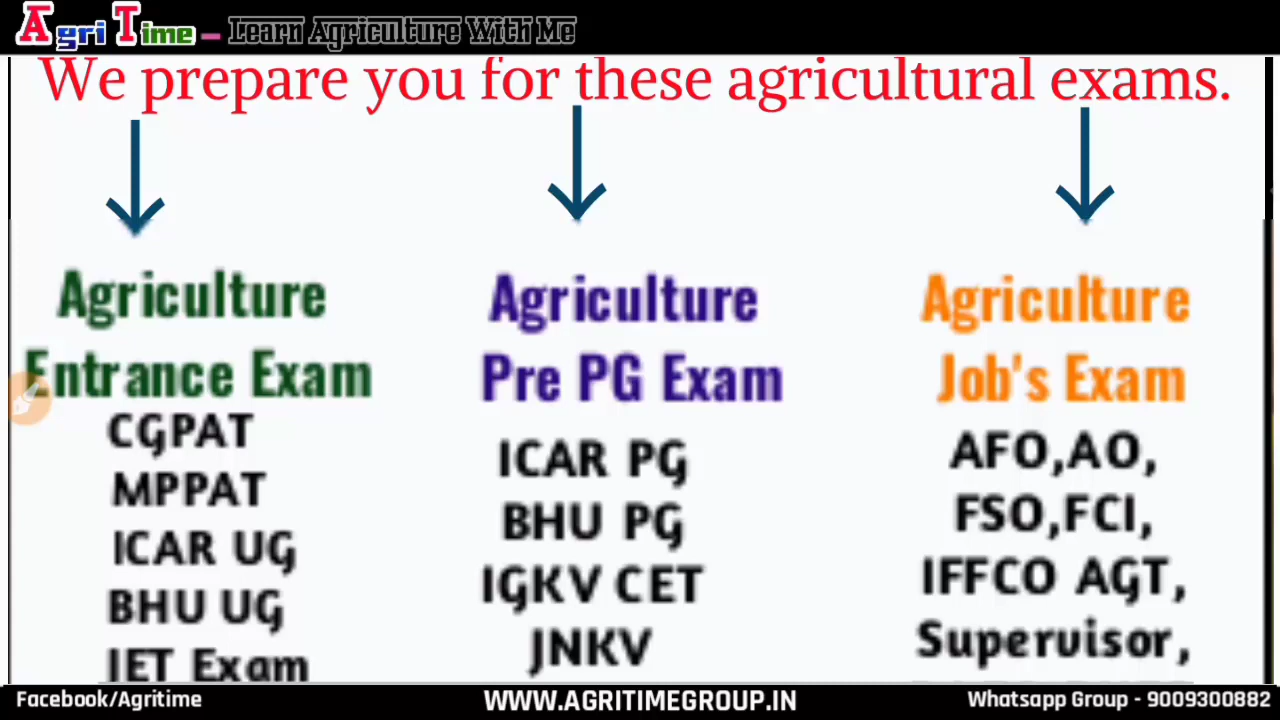 Agri Time - Learn Agriculture With Me
We prepare you for these agricultural exams.
Agriculture
Entrance Exam
CGPAT
MPPAT
ICAR UG
BHU UG
JET Exam
Agriculture
Pre PG Exam
ICAR PG
BHU PG
IGKV CET
JNKV
Agriculture
Job's Exam
AFO,AO,
FSO,FCI,
IFFCO AGT,
Supervisor,
Facebook/Agritime
WWW.AGRITIMEGROUP.IN
Whatsapp Group - 9009300882